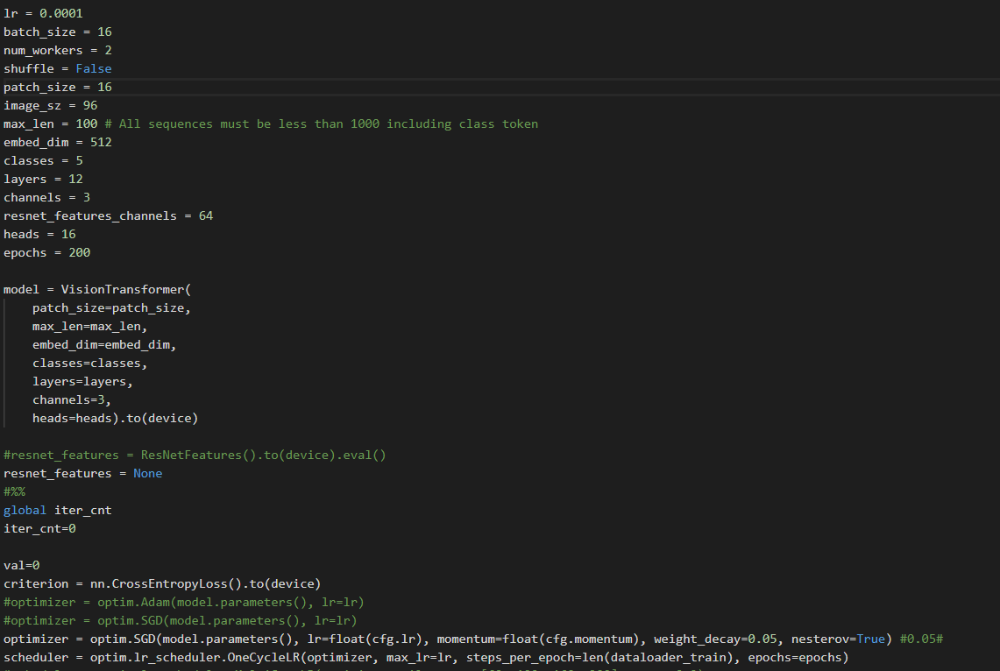 lr = 0.0001
batch_size = 16
num_workers = 2
shuffle = False
patch_size = 16
image_sz = 96
max_len = 100 # All sequences must be less than 1000 including class token
embed_dim = 512
classes = 5
layers = 12
channels = 3
resnet_features_channels = 64
heads = 16
epochs = 200
model = VisionTransformer(
patch_size=patch_size,
max_len=max_len,
embed_dim=embed_dim,
classes=classes,
layers=layers,
channels=3,
heads=heads).to(device)
#resnet_features = ResNetFeatures().to(device).eval()
resnet_features = None
#%%
global iter_cnt
iter_cnt=0
val=0
criterion = nn.CrossEntropyLoss().to(device)
#optimizer = optim.Adam(model.parameters(), lr=lr)
#optimizer = optim.SGD(model.parameters(), lr=lr)
optimizer = optim.SGD(model.parameters(), lr=float(cfg.lr), momentum=float(cfg.momentum), weight_decay=0.05, nesterov=True) #0.05#
scheduler = optim.lr_scheduler.OneCycleLR(optimizer, max_lr=lr, steps_per_epoch=len(dataloader_train), epochs=epochs)